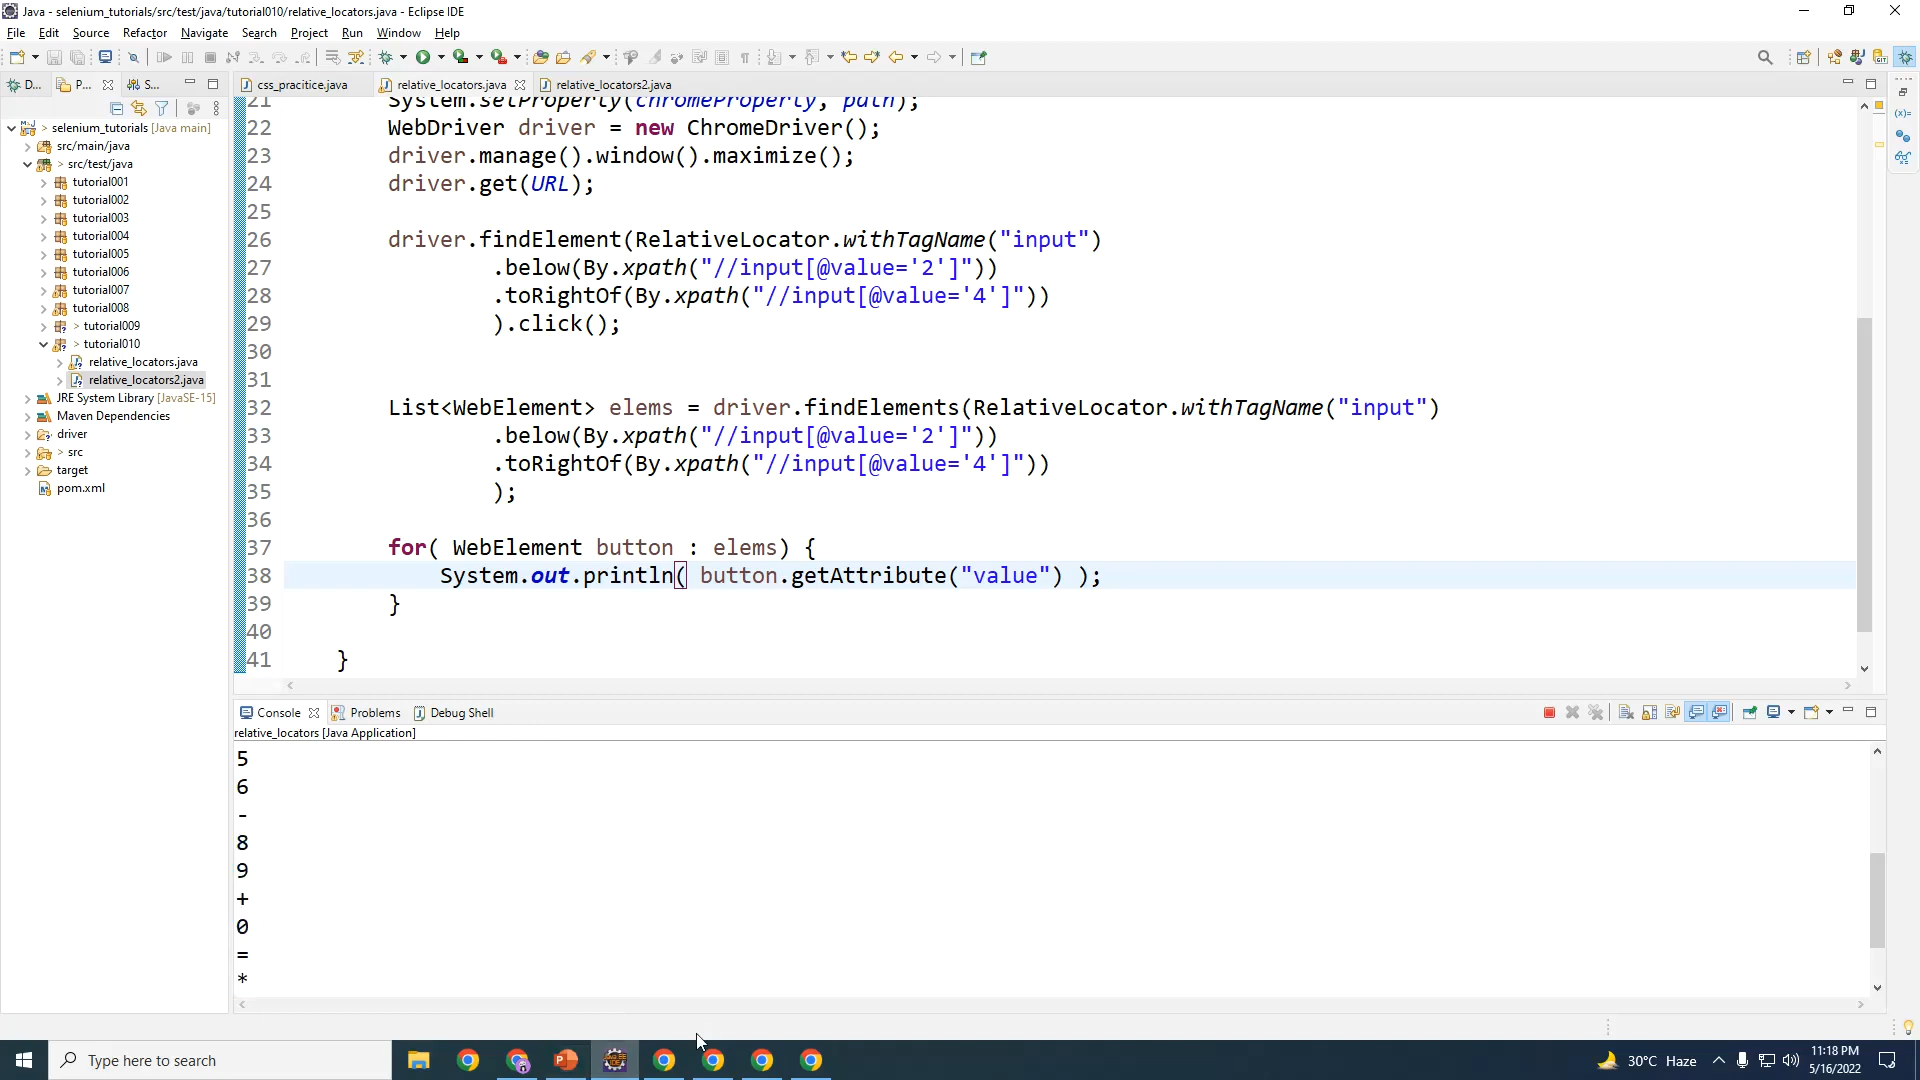 Java - selenium_tutorials/src/test/java/tutorial010/relative_locators.java - Eclipse IDE
File Edit Source Refactor Navigate Search Project Run Window Help
D... P... S...
css_pracitice.java relative_locators.java relative_locators2.java
selenium_tutorials [Java main]
src/main/java
> src/test/java
tutorial001
tutorial002
tutorial003
tutorial004
tutorial005
tutorial006
tutorial007
tutorial008
> tutorial009
> tutorial010
relative_locators.java
relative_locators2.java
JRE System Library [JavaSE-15]
Maven Dependencies
driver
> src
target
pom.xml
21 System.setProperty(chromeProperty, path);
22 WebDriver driver = new ChromeDriver();
23 driver.manage().window().maximize();
24 driver.get(URL);
25
26 driver.findElement(RelativeLocator.withTagName("input")
27 .below(By.xpath("//input[@value='2']"))
28 .toRightOf(By.xpath("//input[@value='4']"))
29 ).click();
30
31
32 List<WebElement> elems = driver.findElements(RelativeLocator.withTagName("input")
33 .below(By.xpath("//input[@value='2']"))
34 .toRightOf(By.xpath("//input[@value='4']"))
35 );
36
37 for( WebElement button : elems) {
38 System.out.println( button.getAttribute("value") );
39 }
40
41 }
Console Problems Debug Shell
relative_locators [Java Application]
5
6
-
8
9
+
0
=
*
Type here to search
30°C Haze
11:18 PM
5/16/2022